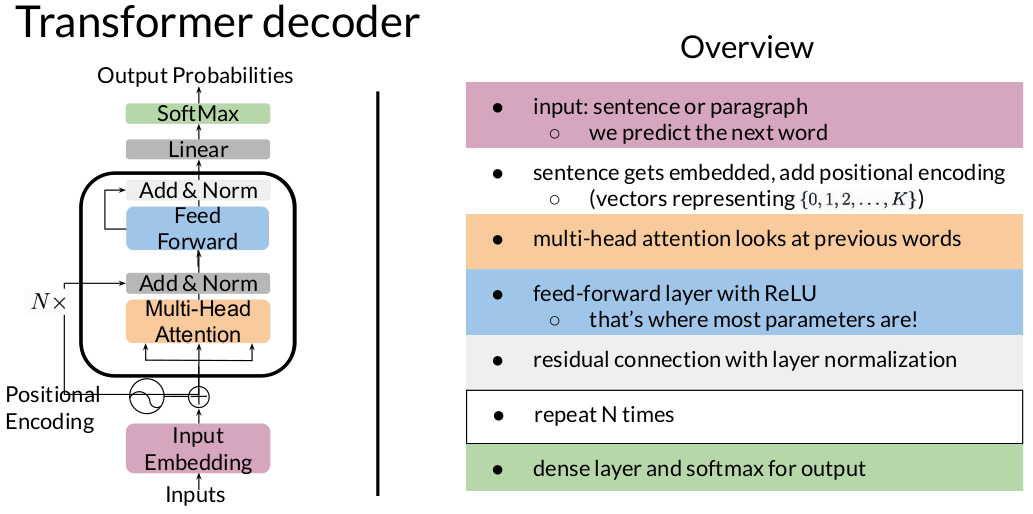 Transformer decoder
Output Probabilities
SoftMax
Linear
Add & Norm
Feed
Forward
Add & Norm
Multi-Head
Attention
N×
Positional
Encoding
Input
Embedding
Inputs
Overview
● input: sentence or paragraph
○ we predict the next word
● sentence gets embedded, add positional encoding
○ (vectors representing {0, 1, 2, . . . , K})
● multi-head attention looks at previous words
● feed-forward layer with ReLU
○ that's where most parameters are!
● residual connection with layer normalization
● repeat N times
● dense layer and softmax for output